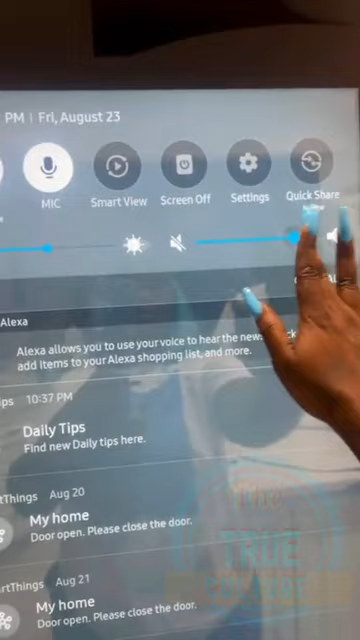 PM | Fri, August 23
MIC
Smart View
Screen Off
Settings
Quick Share
Alexa
Alexa allows you to use your voice to hear the news,
add items to your Alexa shopping list, and more.
10:37 PM
Daily Tips
Find new Daily tips here.
Aug 20
My home
Door open. Please close the door.
Aug 21
My home
Door open. Please close the door.
The
TRUE
CULTURE